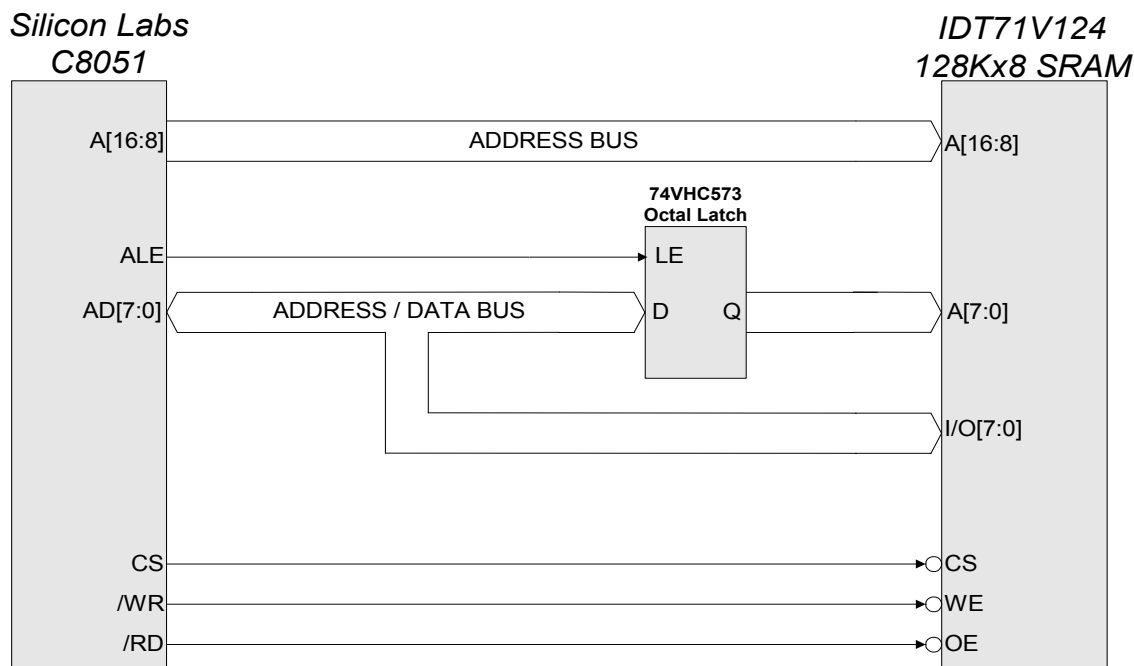 Silicon Labs
C8051
IDT71V124
128Kx8 SRAM
A[16:8]
ADDRESS BUS
A[16:8]
74VHC573
Octal Latch
ALE
LE
AD[7:0]
ADDRESS / DATA BUS
D
Q
A[7:0]
I/O[7:0]
CS
CS
/WR
WE
/RD
OE